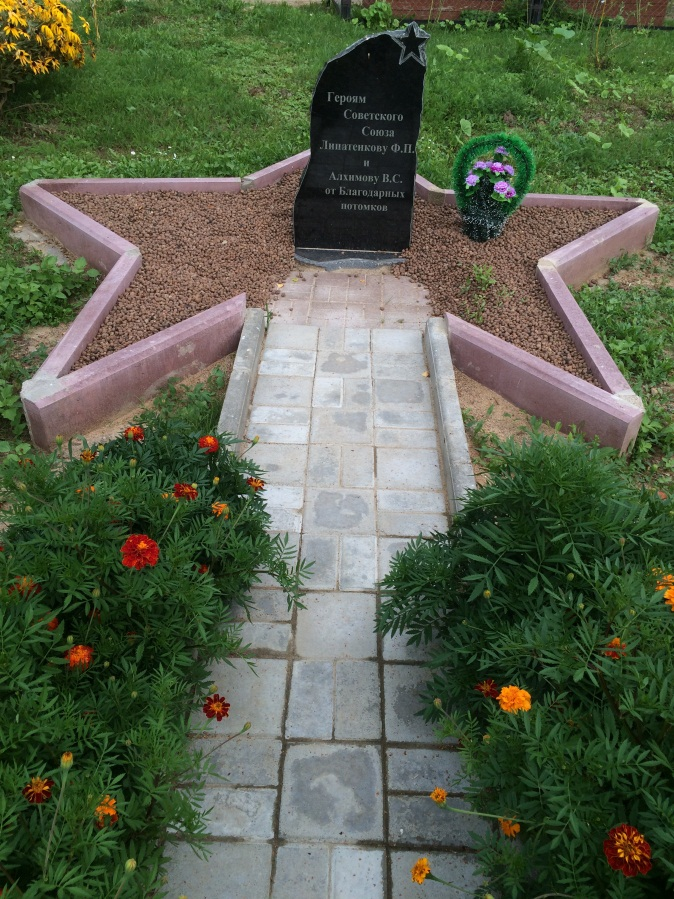 Героям
Советского
Союза
Липатенкову Ф.П.
и
Алхимову В.С.
от Благодарных
потомков